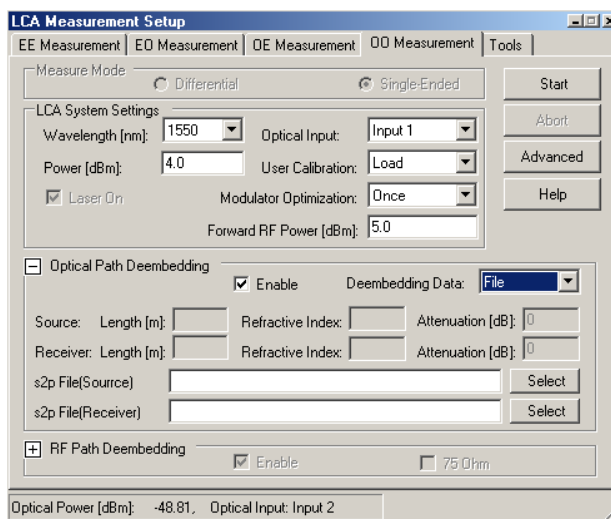 LCA Measurement Setup
EE Measurement EO Measurement OE Measurement OO Measurement Tools
Measure Mode
Differential Single-Ended
Start
LCA System Settings
Abort
Wavelength [nm]: 1550 Optical Input: Input 1
Power [dBm]: 4.0 User Calibration: Load
Advanced
Laser On Modulator Optimization: Once
Help
Forward RF Power [dBm]: 5.0
Optical Path Deembedding
Enable Deembedding Data: File
Source: Length [m]: Refractive Index: Attenuation [dB]: 0
Receiver: Length [m]: Refractive Index: Attenuation [dB]: 0
s2p File(Sourrce) Select
s2p File(Receiver) Select
RF Path Deembedding
Enable 75 Ohm
Optical Power [dBm]: -48.81, Optical Input: Input 2